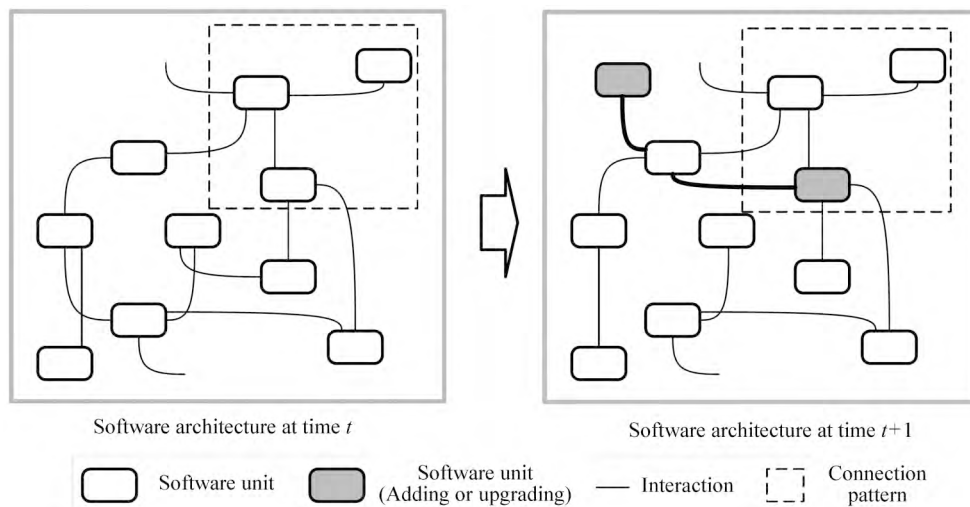 Software architecture at time t
Software architecture at time t+1
Software unit
Software unit
(Adding or upgrading)
Interaction
Connection
pattern